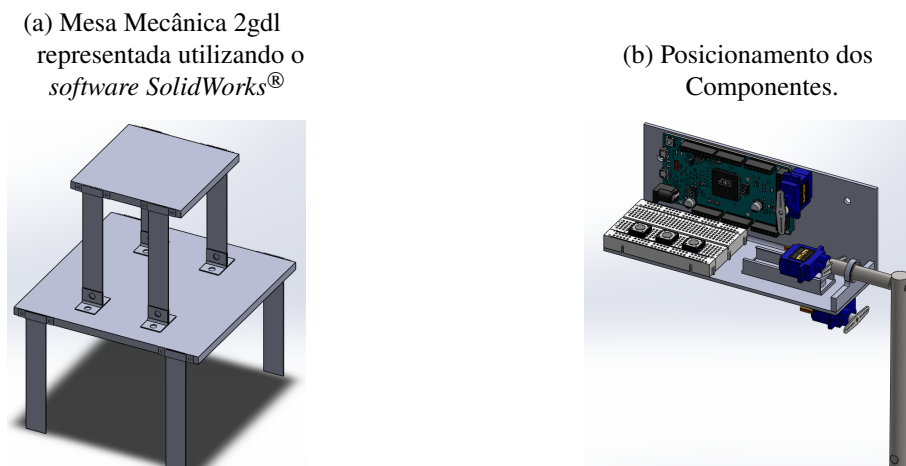 (a) Mesa Mecânica 2gdl
representada utilizando o
software SolidWorks®
(b) Posicionamento dos
Componentes.